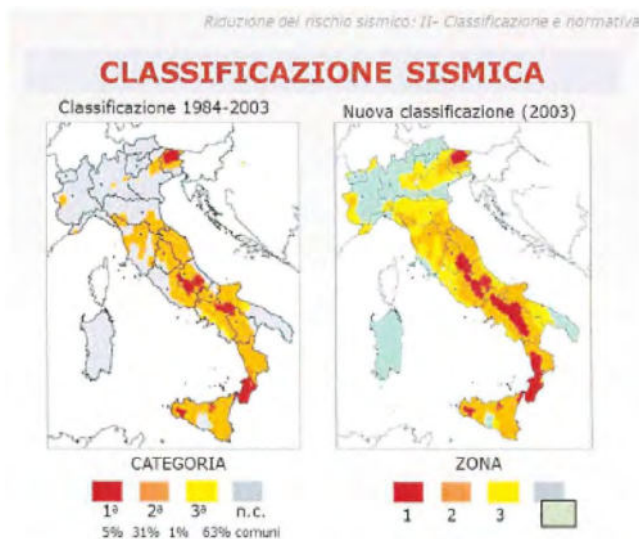 Riduzione del rischio sismico: II- Classificazione e normativa
CLASSIFICAZIONE SISMICA
Classificazione 1984-2003
Nuova classificazione (2003)
CATEGORIA
1ª 2ª 3ª n.c.
5% 31% 1% 63% comuni
ZONA
1 2 3